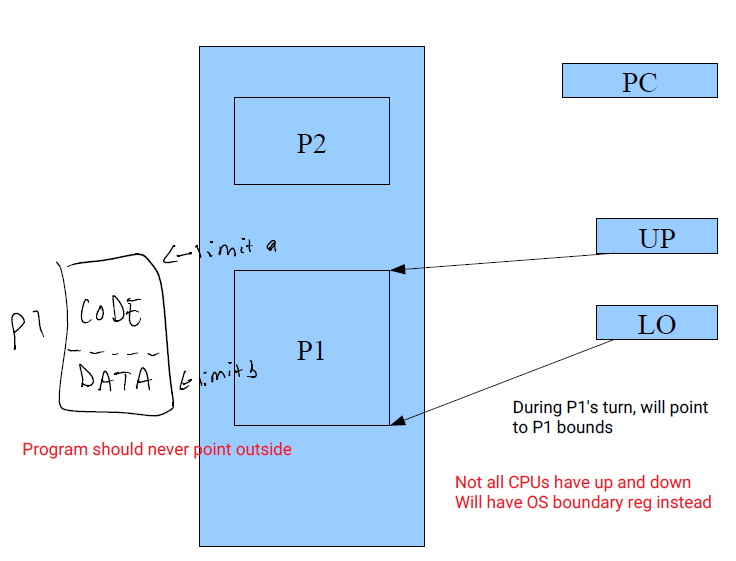 PC
P2
UP
<-limit a
P1
CODE
LO
P1
DATA
<-limit b
During P1's turn, will point
to P1 bounds
Program should never point outside
Not all CPUs have up and down
Will have OS boundary reg instead